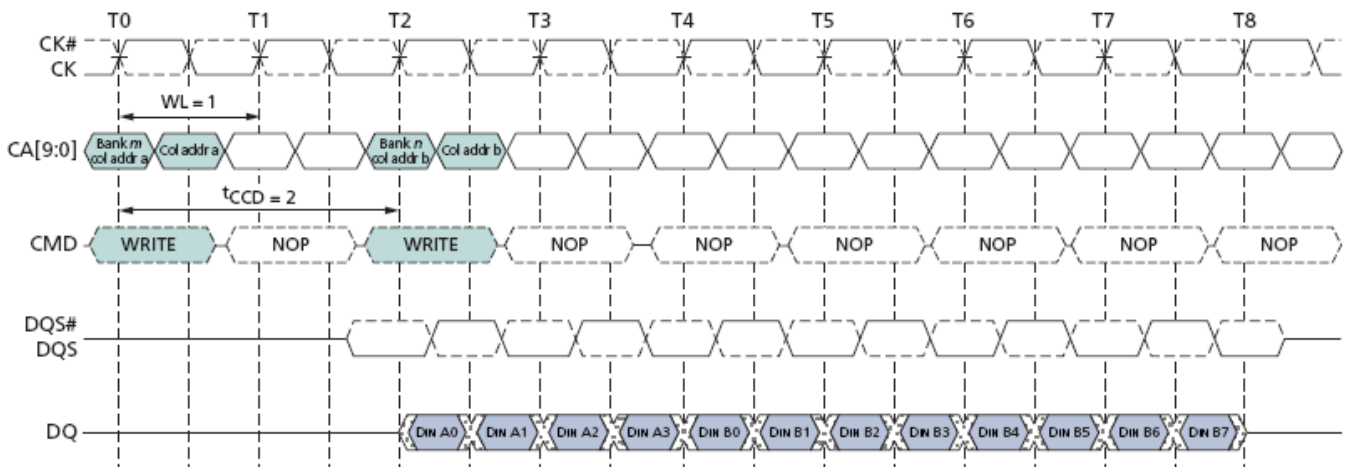 T0 T1 T2 T3 T4 T5 T6 T7 T8
CK#
CK
WL = 1
CA[9:0] Bank m col addr a Col addr a Bank n col addr b Col addr b
tCCD = 2
CMD WRITE NOP WRITE NOP NOP NOP NOP NOP NOP
DQS#
DQS
DQ DIN A0 DIN A1 DIN A2 DIN A3 DIN B0 DIN B1 DIN B2 DIN B3 DIN B4 DIN B5 DIN B6 DIN B7